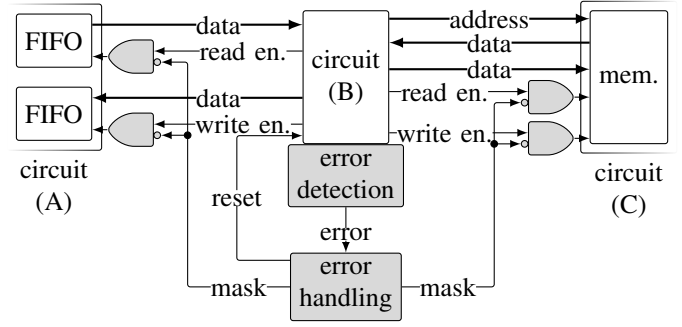 FIFO
data
read en.
FIFO
data
write en.
circuit
(A)
circuit
(B)
address
data
data
read en.
write en.
mem.
circuit
(C)
error
detection
reset
error
error
handling
mask
mask